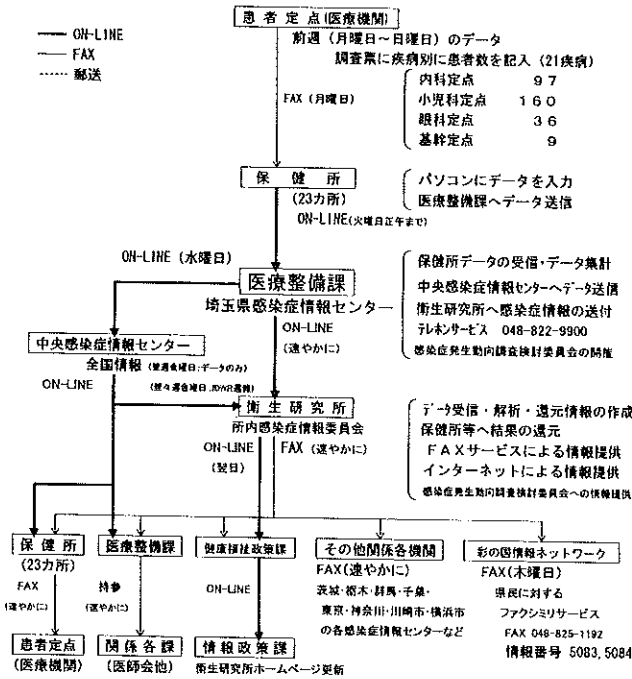 患者定点(医療機関)
ON-LINE
FAX
郵送
前週（月曜日～日曜日）のデータ
調査票に疾病別に患者数を記入（21疾病）
FAX（月曜日）
内科定点 97
小児科定点 160
眼科定点 36
基幹定点 9
保健所
(23カ所)
ON-LINE(火曜日正午まで)
パソコンにデータを入力
医療整備課へデータ送信
ON-LINE（水曜日）
医療整備課
埼玉県感染症情報センター
ON-LINE
(速やかに)
保健所データの受信・データ集計
中央感染症情報センターへデータ送信
衛生研究所へ感染症情報の送付
テレホンサービス 048-822-9900
感染症発生動向調査検討委員会の開催
中央感染症情報センター
全国情報（翌週金曜日:データのみ）
ON-LINE（翌々週金曜日,IDWR週報）
衛生研究所
所内感染症情報委員会
ON-LINE
(翌日)
FAX（速やかに）
データ受信・解析・還元情報の作成
保健所等へ結果の還元
FAXサービスによる情報提供
インターネットによる情報提供
感染症発生動向調査検討委員会への情報提供
保健所
(23カ所)
FAX
(速やかに)
患者定点
(医療機関)
医療整備課
持参
(速やかに)
関係各課
(医師会他)
健康福祉政策課
ON-LINE
情報政策課
衛生研究所ホームページ更新
その他関係各機関
FAX(速やかに)
茨城・栃木・群馬・千葉・
東京・神奈川・川崎市・横浜市
の各感染症情報センターなど
彩の国情報ネットワーク
FAX(木曜日)
県民に対する
ファクシミリサービス
FAX 048-825-1192
情報番号 5083,5084